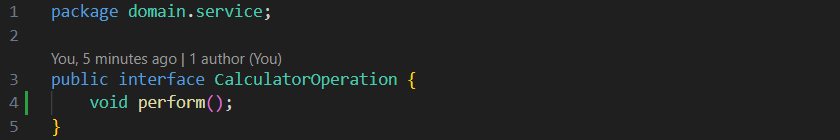 1 package domain.service;
2
You, 5 minutes ago | 1 author (You)
3 public interface CalculatorOperation {
4 void perform();
5 }